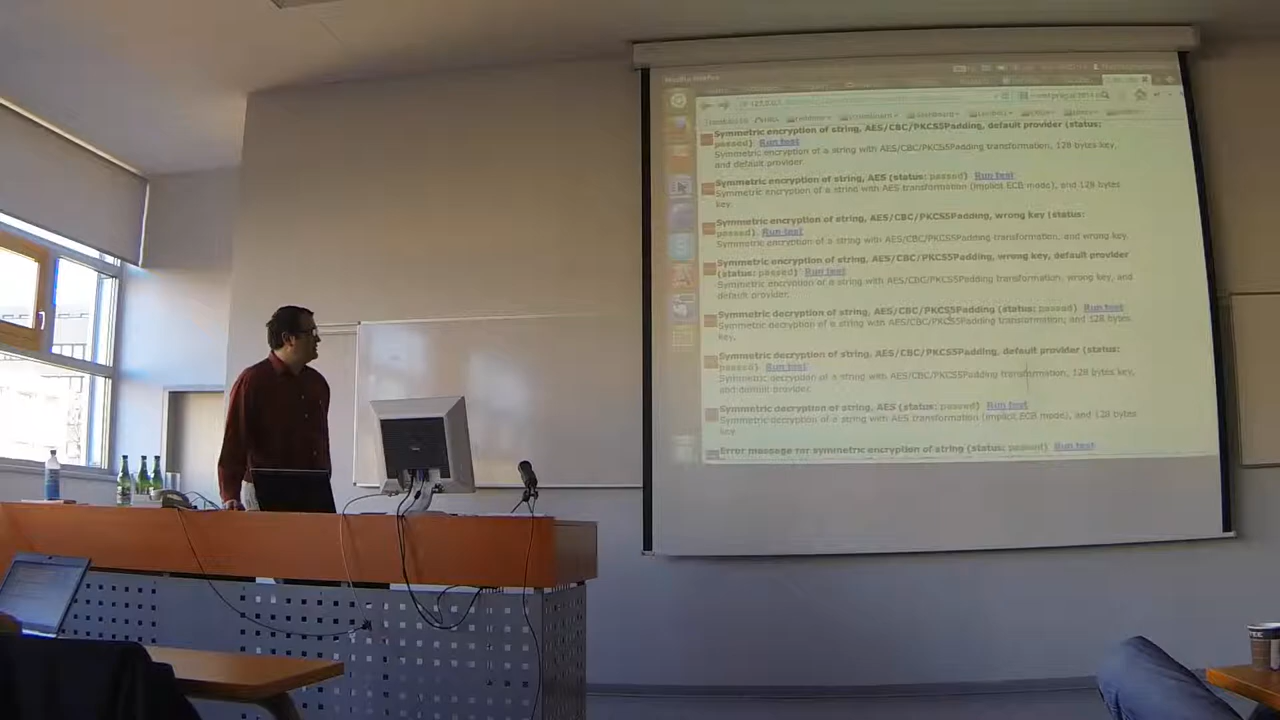 Mozilla Firefox
127.0.0.1
Symmetric encryption of string, AES/CBC/PKCS5Padding, default provider (status:
passed) Run test
Symmetric encryption of a string with AES/CBC/PKCS5Padding transformation, 128 bytes key,
and default provider.
Symmetric encryption of string, AES (status: passed) Run test
Symmetric encryption of a string with AES transformation (implicit ECB mode), and 128 bytes
key.
Symmetric encryption of string, AES/CBC/PKCS5Padding, wrong key (status:
passed) Run test
Symmetric encryption of a string with AES/CBC/PKCS5Padding transformation, and wrong key.
Symmetric encryption of string, AES/CBC/PKCS5Padding, wrong key, default provider
(status: passed) Run test
Symmetric encryption of a string with AES/CBC/PKCS5Padding transformation, wrong key, and
default provider.
Symmetric decryption of string, AES/CBC/PKCS5Padding (status: passed) Run test
Symmetric decryption of a string with AES/CBC/PKCS5Padding transformation, and 128 bytes
key.
Symmetric decryption of string, AES/CBC/PKCS5Padding, default provider (status:
passed) Run test
Symmetric decryption of a string with AES/CBC/PKCS5Padding transformation, 128 bytes key,
and default provider.
Symmetric decryption of string, AES (status: passed) Run test
Symmetric decryption of a string with AES transformation (implicit ECB mode), and 128 bytes
key.
Error message for symmetric encryption of string (status: passed) Run test